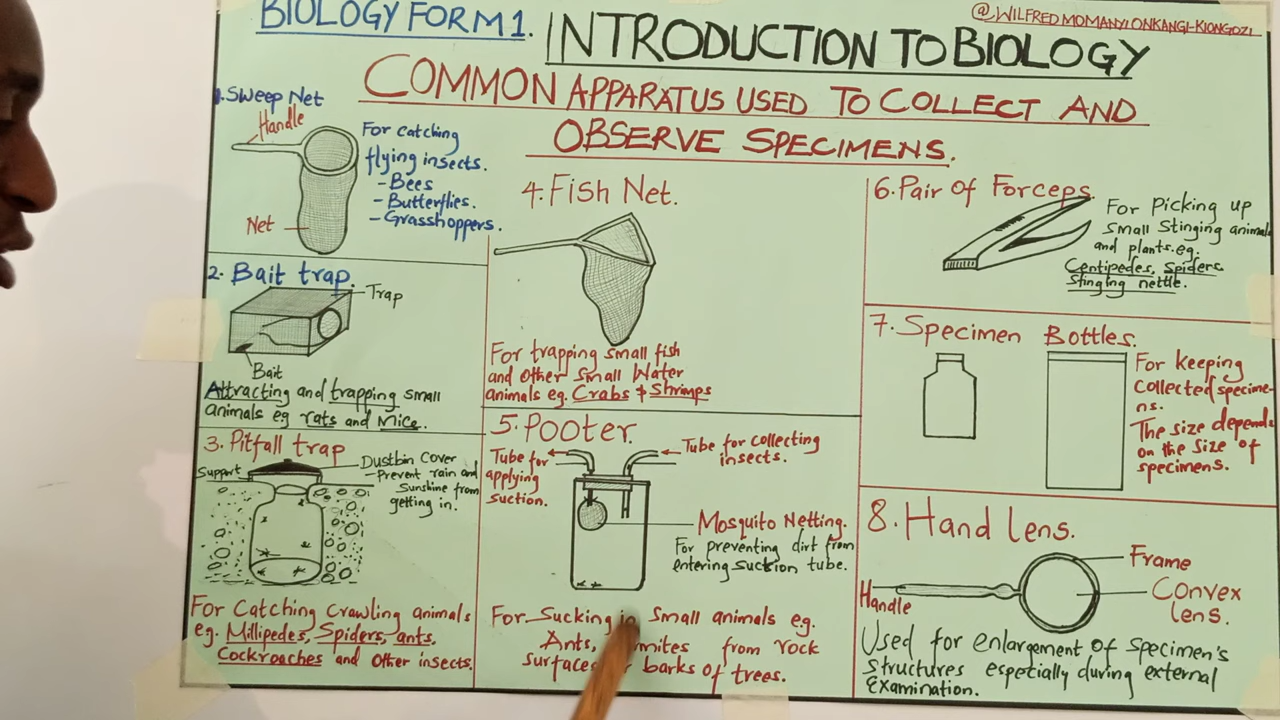 BIOLOGY FORM 1.
INTRODUCTION TO BIOLOGY
@WILFREDMOMANYIONKANGI-KIONGOZI
COMMON APPARATUS USED TO COLLECT AND
OBSERVE SPECIMENS.
1. Sweep Net
Handle
Net
For catching
flying insects.
- Bees
- Butterflies.
- Grasshoppers.
2. Bait trap.
Trap
Bait
Attracting and trapping small
animals eg rats and Mice.
3. Pitfall trap
Support
Dustbin Cover
- Prevent rain and
Sunshine from
getting in.
For Catching Crawling animals
eg. Millipedes, Spiders, ants,
Cockroaches and other insects.
4. Fish Net.
For trapping small fish
and other small Water
animals eg. Crabs & Shrimps
5. Pooter
Tube for
applying
suction.
Tube for collecting
insects.
Mosquito Netting.
For preventing dirt from
entering suction tube.
For Sucking in Small animals eg.
Ants, from rock
surfaces barks of trees.
6. Pair of Forceps.
For Picking up
Small Stinging animals
and plants. eg.
Centipedes, Spiders,
Stinging nettle.
7. Specimen Bottles.
For keeping
Collected specime-
ns.
The size depends
on the size of
specimens.
8. Hand lens.
Frame
Handle
Convex
lens.
Used for enlargement of specimen's
structures especially during external
examination.